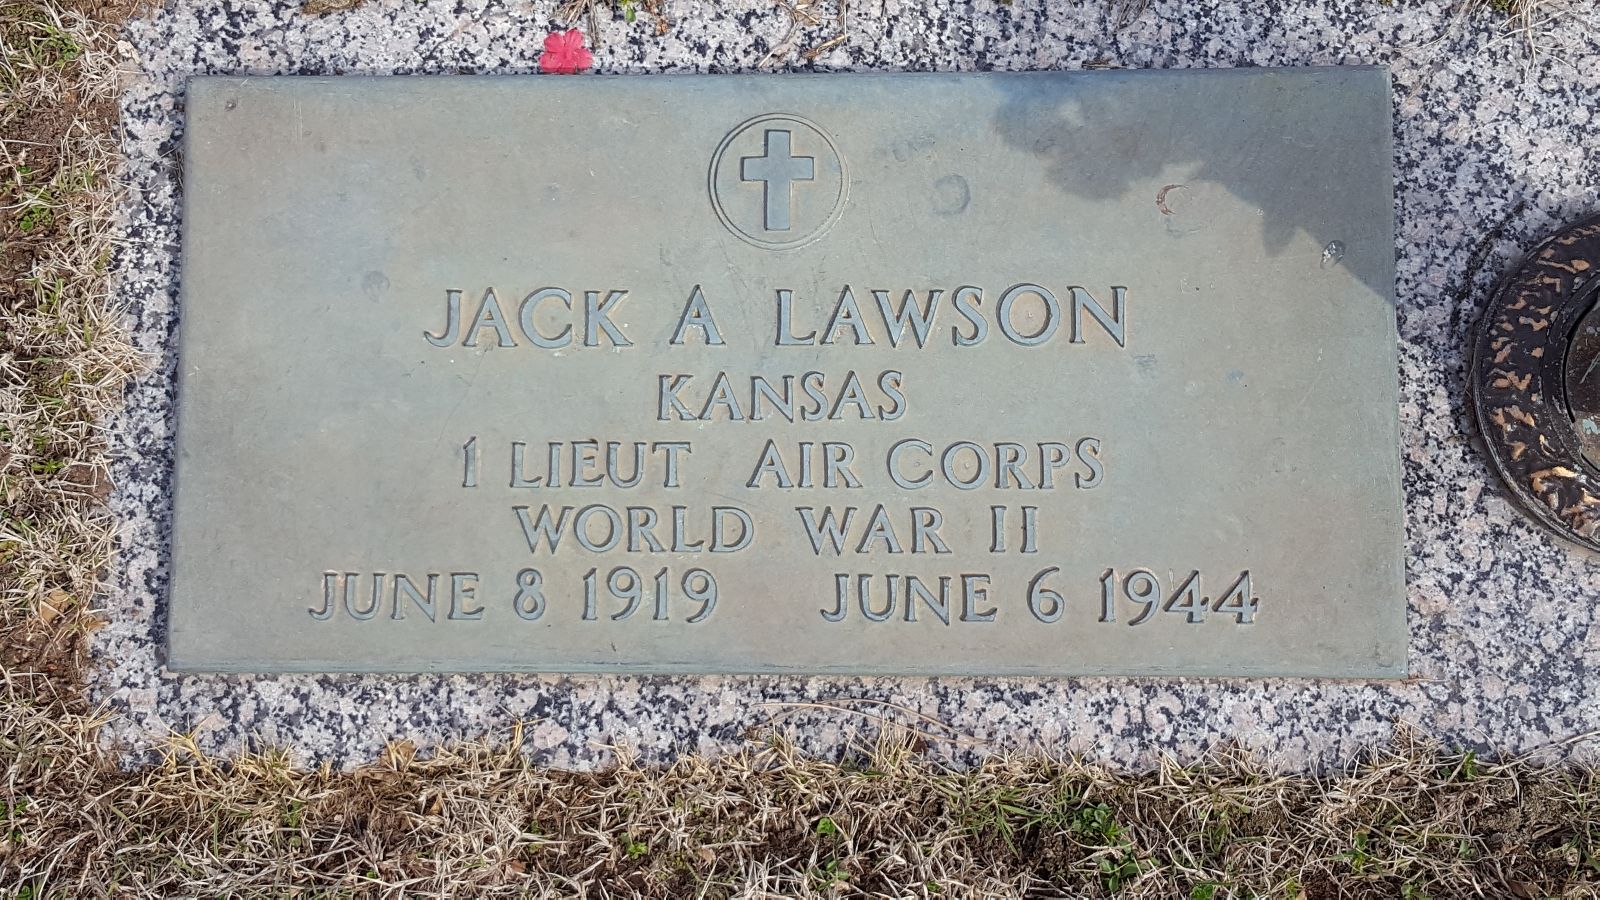 JACK A LAWSON
KANSAS
1 LIEUT AIR CORPS
WORLD WAR II
JUNE 8 1919 JUNE 6 1944